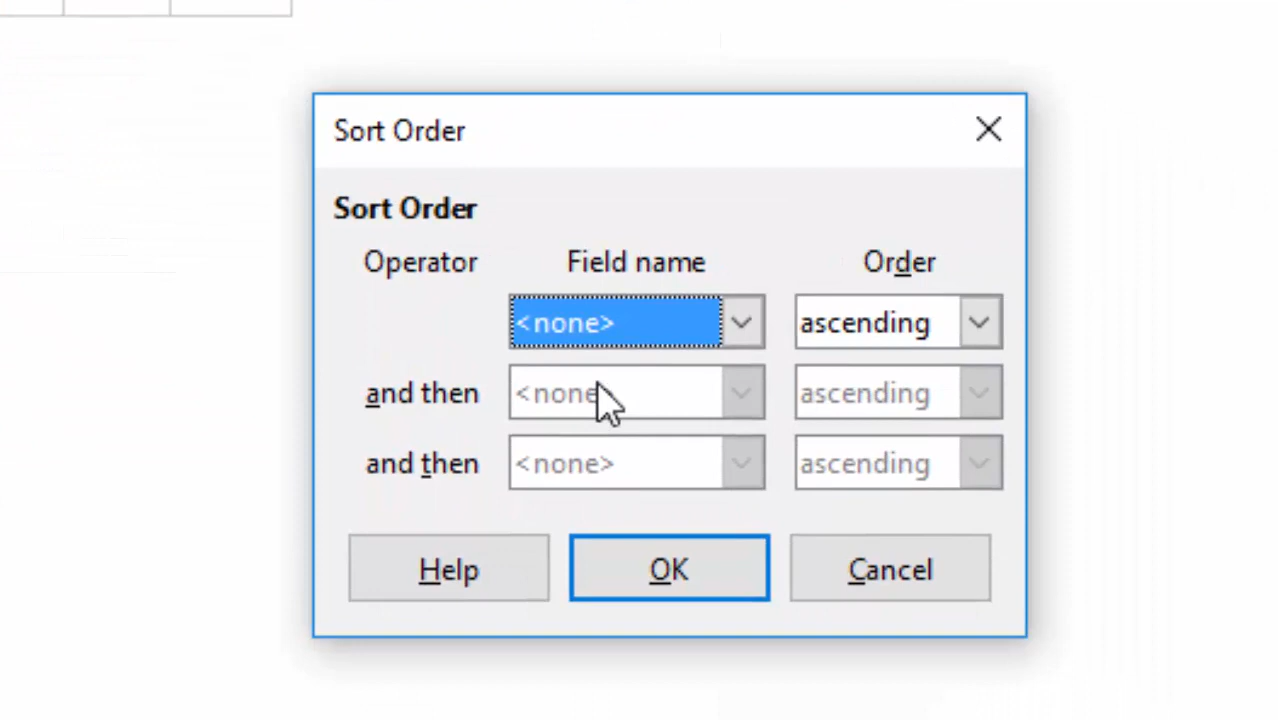 Sort Order
Sort Order
Operator Field name Order
<none> ascending
and then <none> ascending
and then <none> ascending
Help OK Cancel